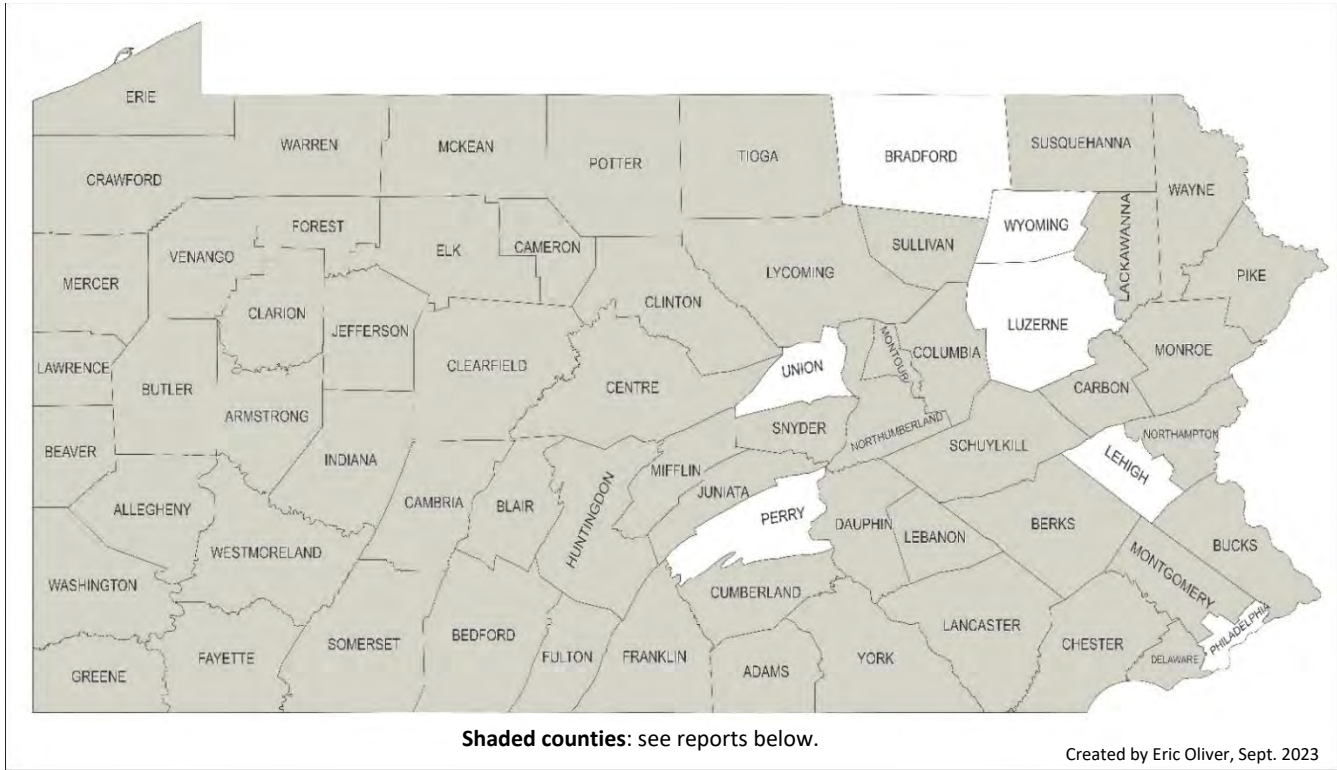 ERIE
WARREN
MCKEAN
POTTER
TIOGA
BRADFORD
SUSQUEHANNA
CRAWFORD
WAYNE
FOREST
WYOMING
LACKAWANNA
VENANGO
ELK
CAMERON
SULLIVAN
MERCER
LYCOMING
PIKE
CLARION
CLINTON
JEFFERSON
LUZERNE
MONTOUR
COLUMBIA
MONROE
LAWRENCE
CLEARFIELD
UNION
BUTLER
CENTRE
CARBON
ARMSTRONG
SNYDER
NORTHUMBERLAND
NORTHAMPTON
BEAVER
INDIANA
SCHUYLKILL
LEHIGH
MIFFLIN
JUNIATA
ALLEGHENY
CAMBRIA
BLAIR
HUNTINGDON
PERRY
DAUPHIN
BERKS
LEBANON
BUCKS
WESTMORELAND
MONTGOMERY
WASHINGTON
CUMBERLAND
PHILADELPHIA
LANCASTER
SOMERSET
BEDFORD
CHESTER
FAYETTE
FULTON
FRANKLIN
YORK
DELAWARE
GREENE
ADAMS
Shaded counties: see reports below.
Created by Eric Oliver, Sept. 2023